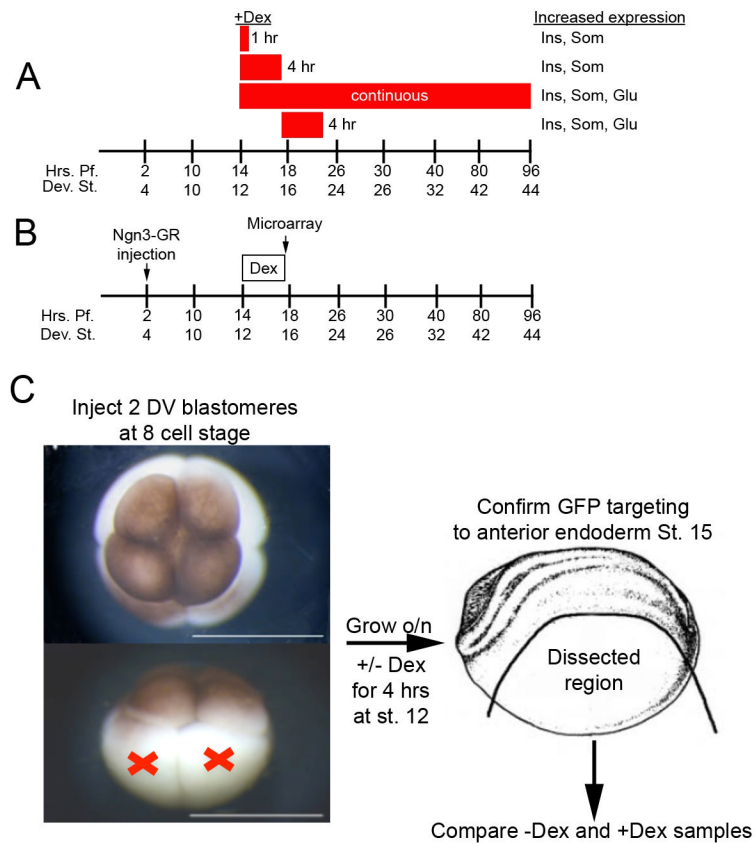 +Dex
Increased expression
1 hr
Ins, Som
4 hr
Ins, Som
A
continuous
Ins, Som, Glu
4 hr
Ins, Som, Glu
Hrs. Pf. 2 10 14 18 26 30 40 80 96
Dev. St. 4 10 12 16 24 26 32 42 44
B
Ngn3-GR
injection
Microarray
Dex
Hrs. Pf. 2 10 14 18 26 30 40 80 96
Dev. St. 4 10 12 16 24 26 32 42 44
C
Inject 2 DV blastomeres
at 8 cell stage
Grow o/n
+/- Dex
for 4 hrs
at st. 12
Confirm GFP targeting
to anterior endoderm St. 15
Dissected
region
Compare -Dex and +Dex samples